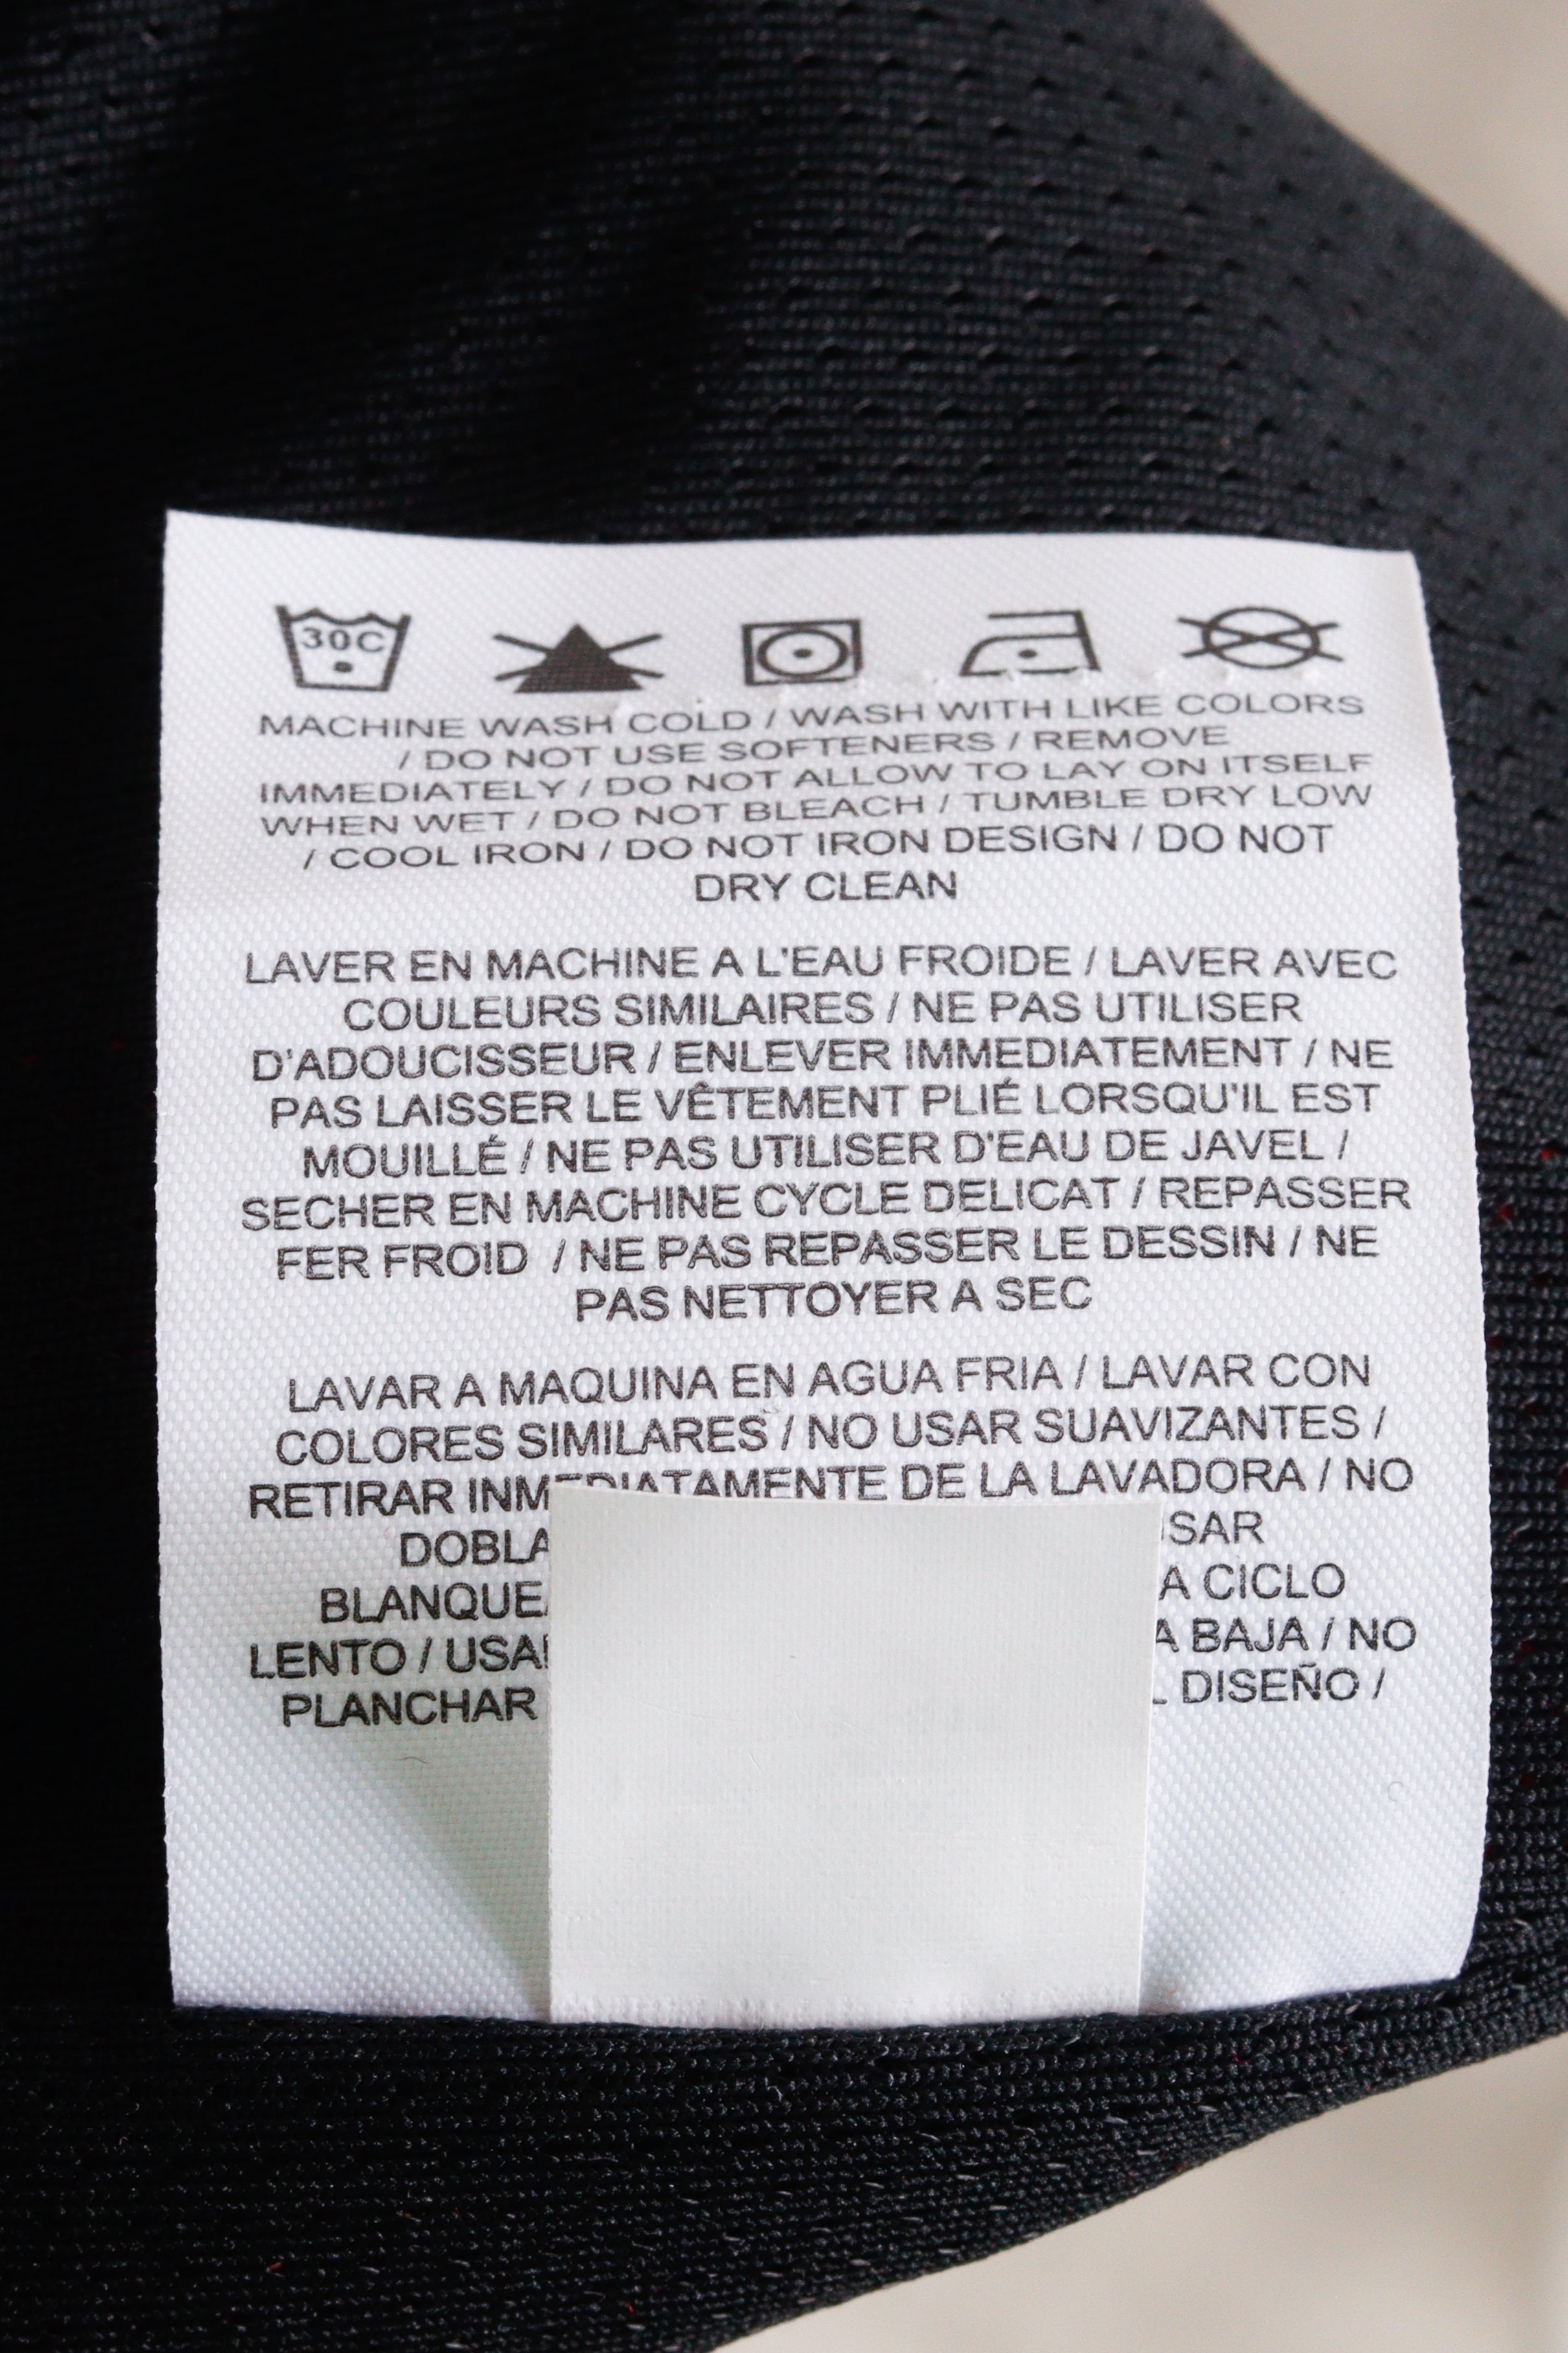 30C
MACHINE WASH COLD / WASH WITH LIKE COLORS
/ DO NOT USE SOFTENERS / REMOVE
IMMEDIATELY / DO NOT ALLOW TO LAY ON ITSELF
WHEN WET / DO NOT BLEACH / TUMBLE DRY LOW
/ COOL IRON / DO NOT IRON DESIGN / DO NOT
DRY CLEAN
LAVER EN MACHINE A L'EAU FROIDE / LAVER AVEC
COULEURS SIMILAIRES / NE PAS UTILISER
D'ADOUCISSEUR / ENLEVER IMMEDIATEMENT / NE
PAS LAISSER LE VÊTEMENT PLIÉ LORSQU'IL EST
MOUILLÉ / NE PAS UTILISER D'EAU DE JAVEL /
SECHER EN MACHINE CYCLE DELICAT / REPASSER
FER FROID / NE PAS REPASSER LE DESSIN / NE
PAS NETTOYER A SEC
LAVAR A MAQUINA EN AGUA FRIA / LAVAR CON
COLORES SIMILARES / NO USAR SUAVIZANTES /
RETIRAR INMEDIATAMENTE DE LA LAVADORA / NO
CICLO
LENTO / BAJA / NO
PLANCHAR DISEÑO /